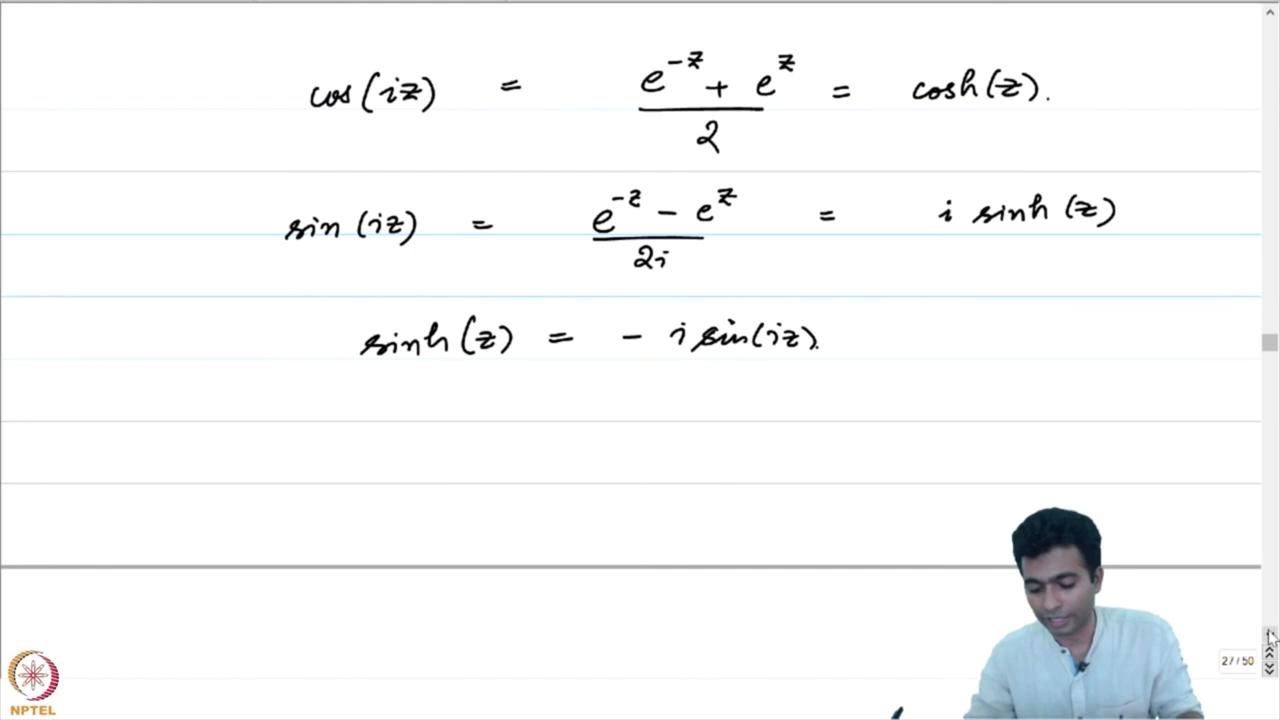 cos(iz) = (e^{-z} + e^{z})/2 = cosh(z).
sin(iz) = (e^{-z} - e^{z})/2i = i sinh(z)
sinh(z) = - i sin(iz).
27 / 50
NPTEL